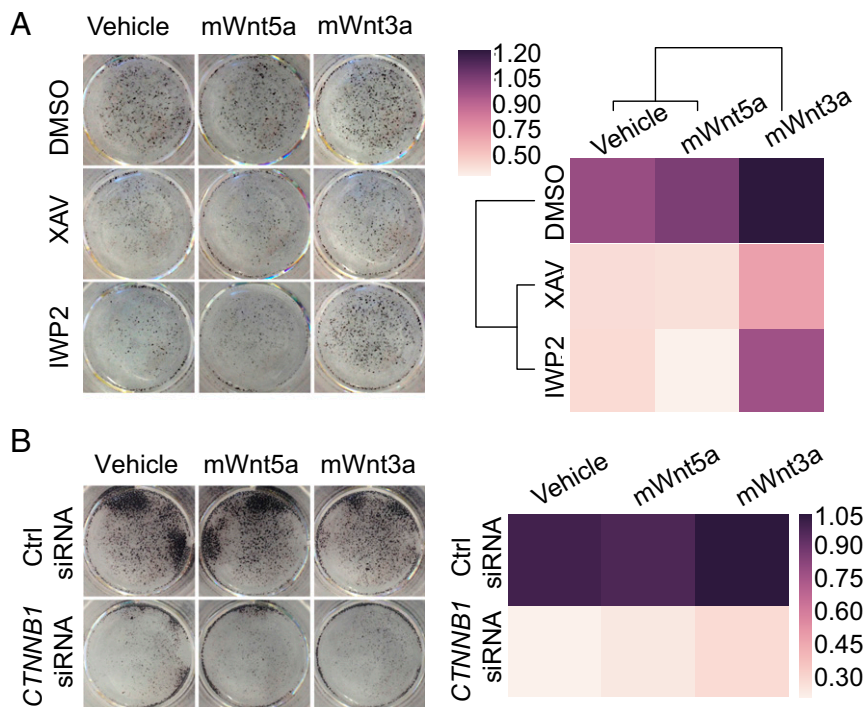 A
Vehicle mWnt5a mWnt3a
DMSO
XAV
IWP2
1.20
1.05
0.90
0.75
0.50
Vehicle mWnt5a mWnt3a
DMSO
XAV
IWP2
B
Vehicle mWnt5a mWnt3a
Ctrl
siRNA
CTNNB1
siRNA
Vehicle mWnt5a mWnt3a
Ctrl
siRNA
CTNNB1
siRNA
1.05
0.90
0.75
0.60
0.45
0.30